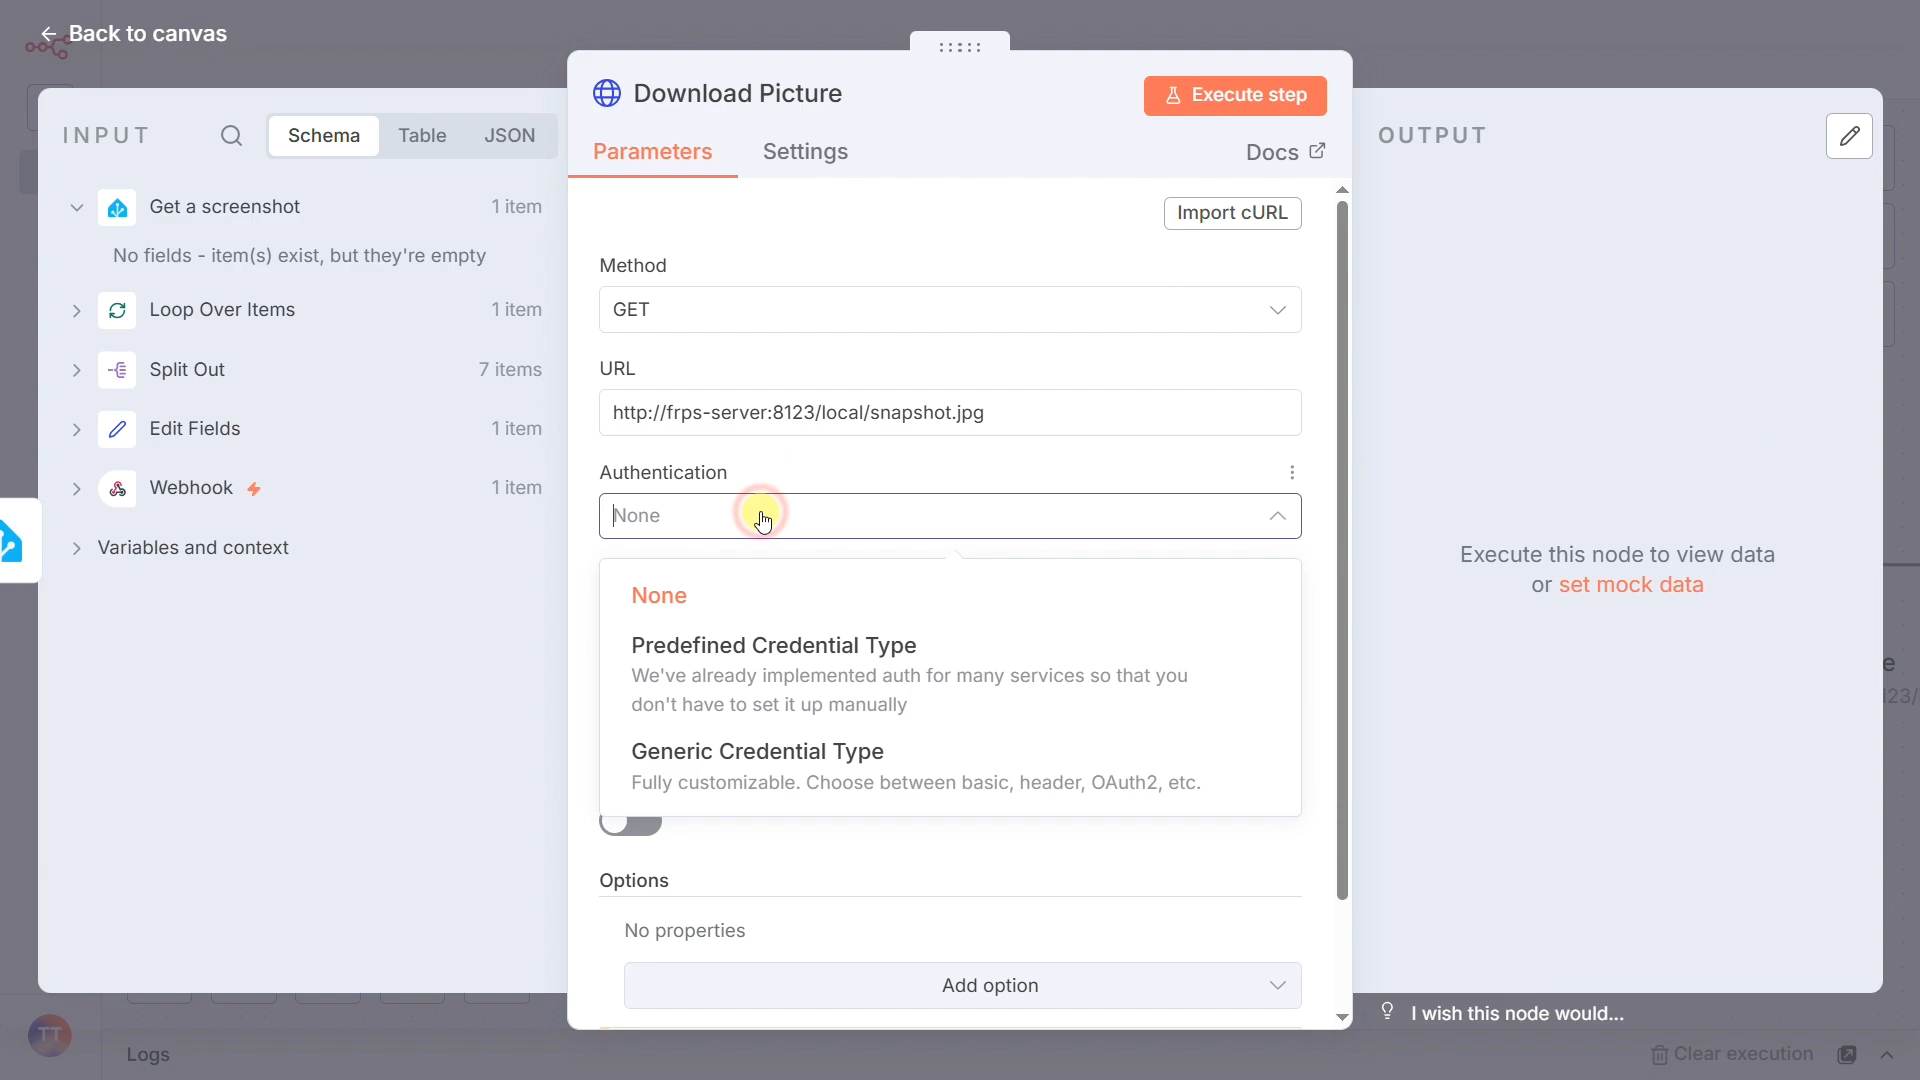 Back to canvas
INPUT
Schema
Table
JSON
Get a screenshot
1 item
No fields - item(s) exist, but they're empty
Loop Over Items
1 item
Split Out
7 items
Edit Fields
1 item
Webhook
1 item
Variables and context
Download Picture
Execute step
Parameters
Settings
Docs
Import cURL
Method
GET
URL
http://frps-server:8123/local/snapshot.jpg
Authentication
None
None
Predefined Credential Type
We've already implemented auth for many services so that you
don't have to set it up manually
Generic Credential Type
Fully customizable. Choose between basic, header, OAuth2, etc.
Options
No properties
Add option
OUTPUT
Execute this node to view data
or set mock data
I wish this node would...
TT
Logs
Clear execution